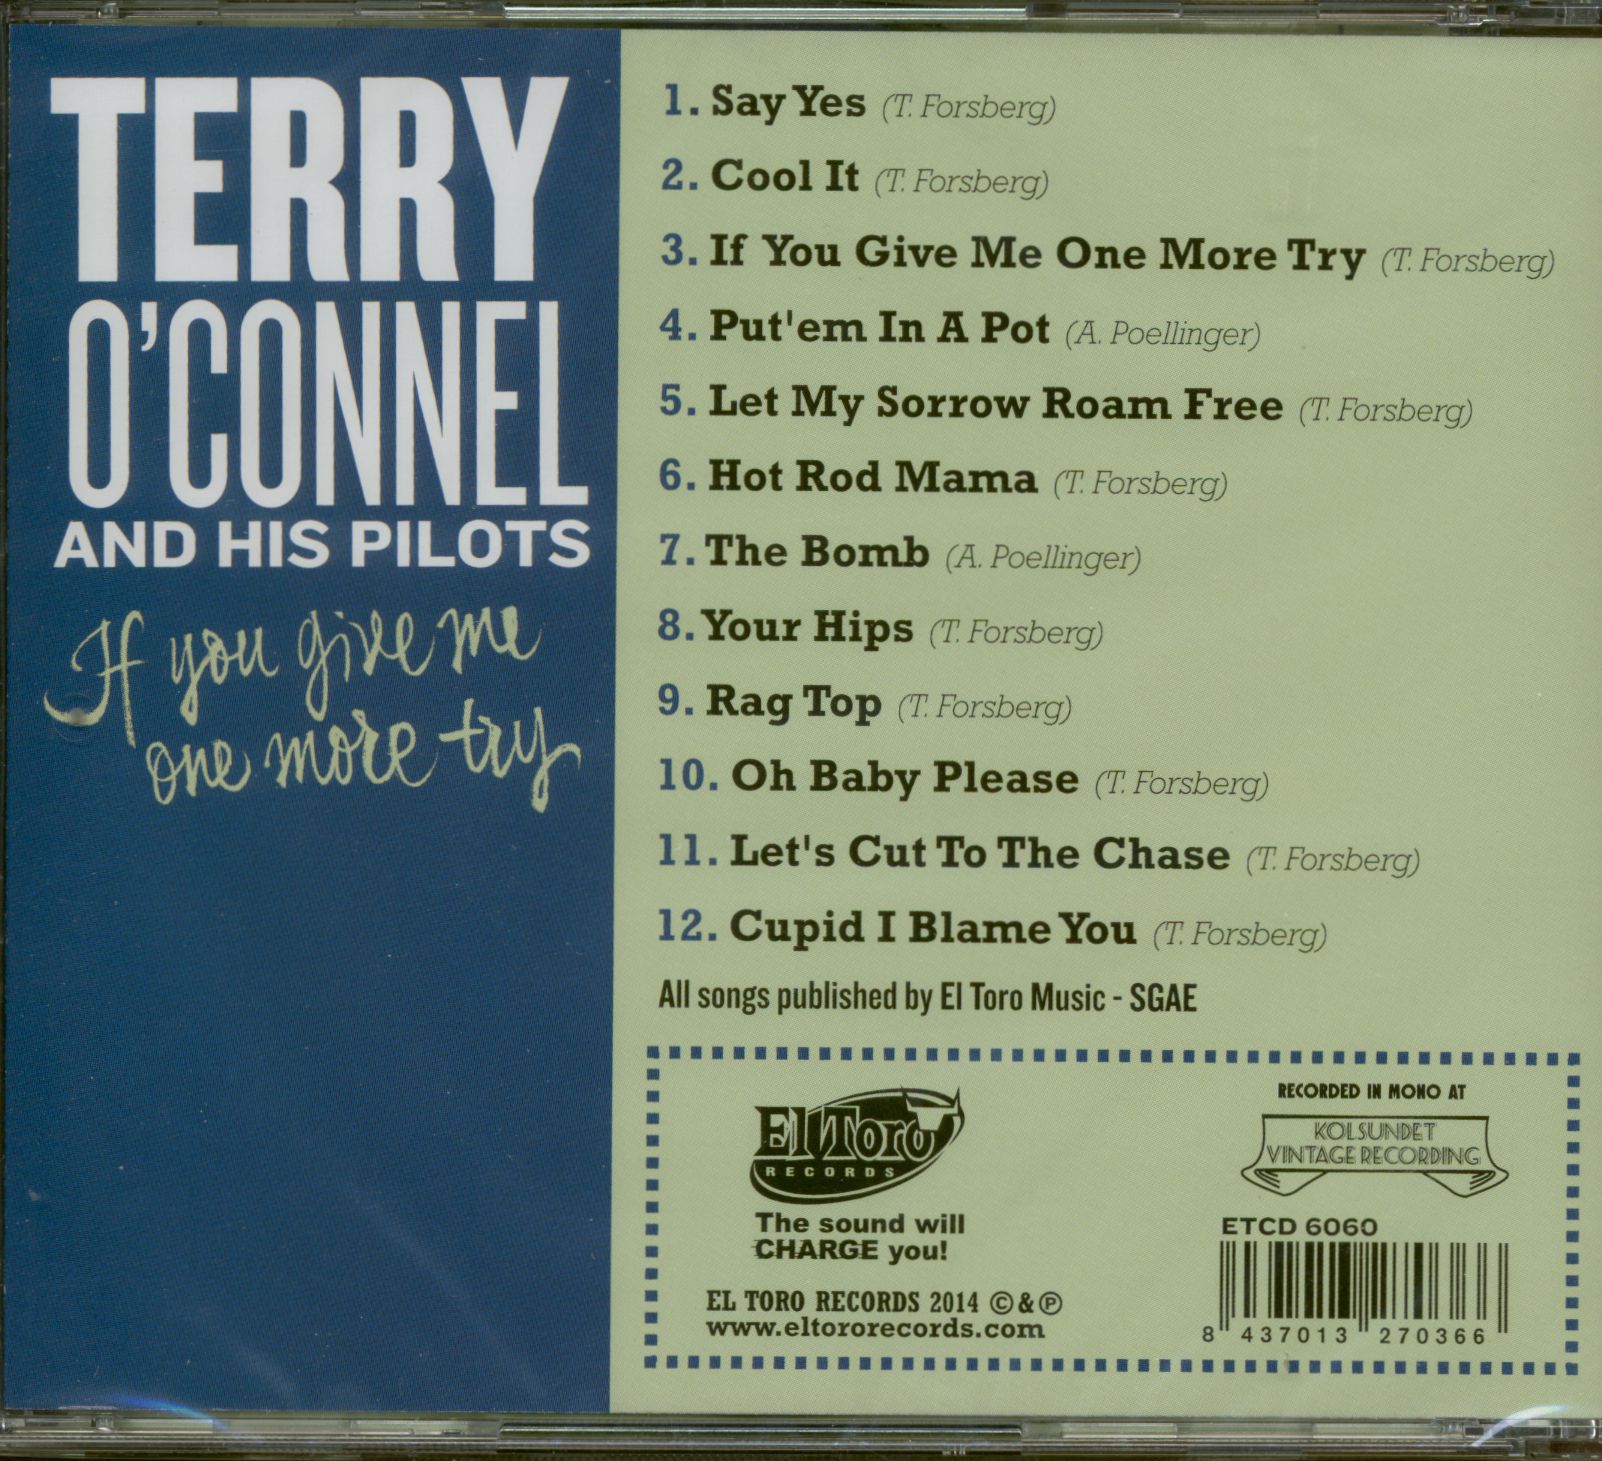 TERRY
O'CONNEL
AND HIS PILOTS
If you give me
one more try
1. Say Yes (T. Forsberg)
2. Cool It (T. Forsberg)
3. If You Give Me One More Try (T. Forsberg)
4. Put'em In A Pot (A. Poellinger)
5. Let My Sorrow Roam Free (T. Forsberg)
6. Hot Rod Mama (T. Forsberg)
7. The Bomb (A. Poellinger)
8. Your Hips (T. Forsberg)
9. Rag Top (T. Forsberg)
10. Oh Baby Please (T. Forsberg)
11. Let's Cut To The Chase (T. Forsberg)
12. Cupid I Blame You (T. Forsberg)
All songs published by El Toro Music - SGAE
El Toro
RECORDS
The sound will
CHARGE you!
EL TORO RECORDS 2014 ©&℗
www.eltororecords.com
RECORDED IN MONO AT
KOLSUNDET
VINTAGE RECORDING
ETCD 6060
8 437013 270366